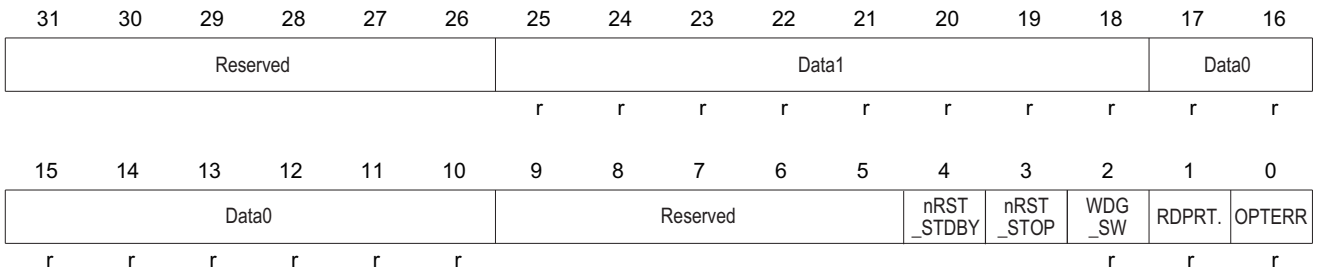 31 30 29 28 27 26 25 24 23 22 21 20 19 18 17 16
Reserved Data1 Data0
r r r r r r r r r r
15 14 13 12 11 10 9 8 7 6 5 4 3 2 1 0
Data0 Reserved nRST _STDBY nRST _STOP WDG _SW RDPRT. OPTERR
r r r r r r r r r